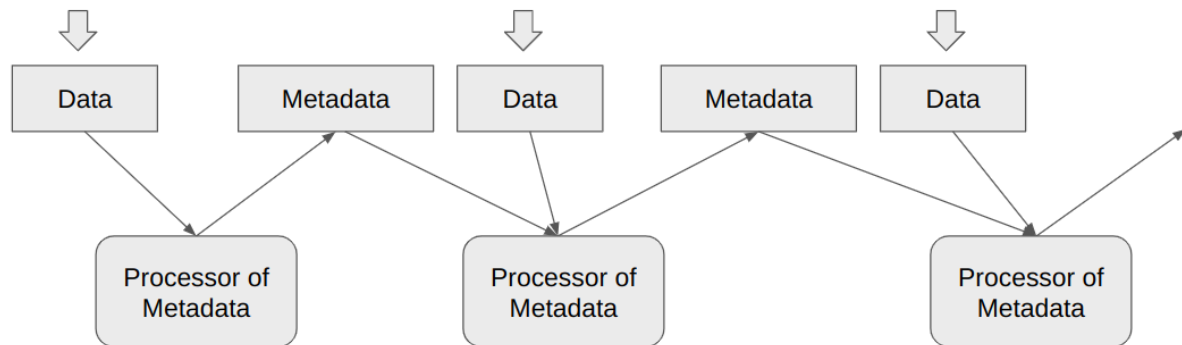 Data
Metadata
Data
Metadata
Data
Processor of
Metadata
Processor of
Metadata
Processor of
Metadata